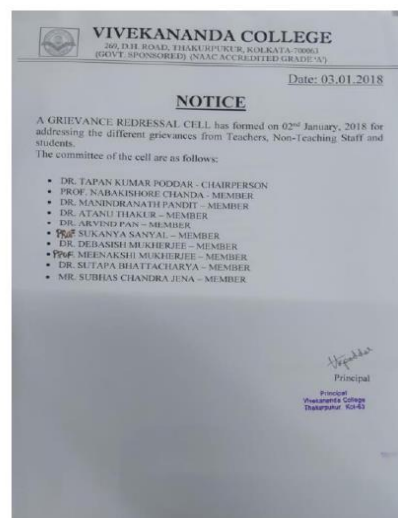 VIVEKANANDA COLLEGE
269, D.H. ROAD, THAKURPUKUR, KOLKATA-700063
(GOVT. SPONSORED) (NAAC ACCREDITED GRADE 'A')
Date: 03.01.2018
NOTICE
A GRIEVANCE REDRESSAL CELL has formed on 02nd January, 2018 for
addressing the different grievances from Teachers, Non-Teaching Staff and
students.
The committee of the cell are as follows:
• DR. TAPAN KUMAR PODDAR - CHAIRPERSON
• PROF. NABAKISHORE CHANDA - MEMBER
• DR. MANINDRANATH PANDIT – MEMBER
• DR. ATANU THAKUR – MEMBER
• DR. ARVIND PAN – MEMBER
• PROF SUKANYA SANYAL – MEMBER
• DR. DEBASISH MUKHERJEE – MEMBER
• PROF. MEENAKSHI MUKHERJEE – MEMBER
• DR. SUTAPA BHATTACHARYA – MEMBER
• MR. SUBHAS CHANDRA JENA – MEMBER
Principal
Principal
Vivekananda College
Thakurpukur Kol-63